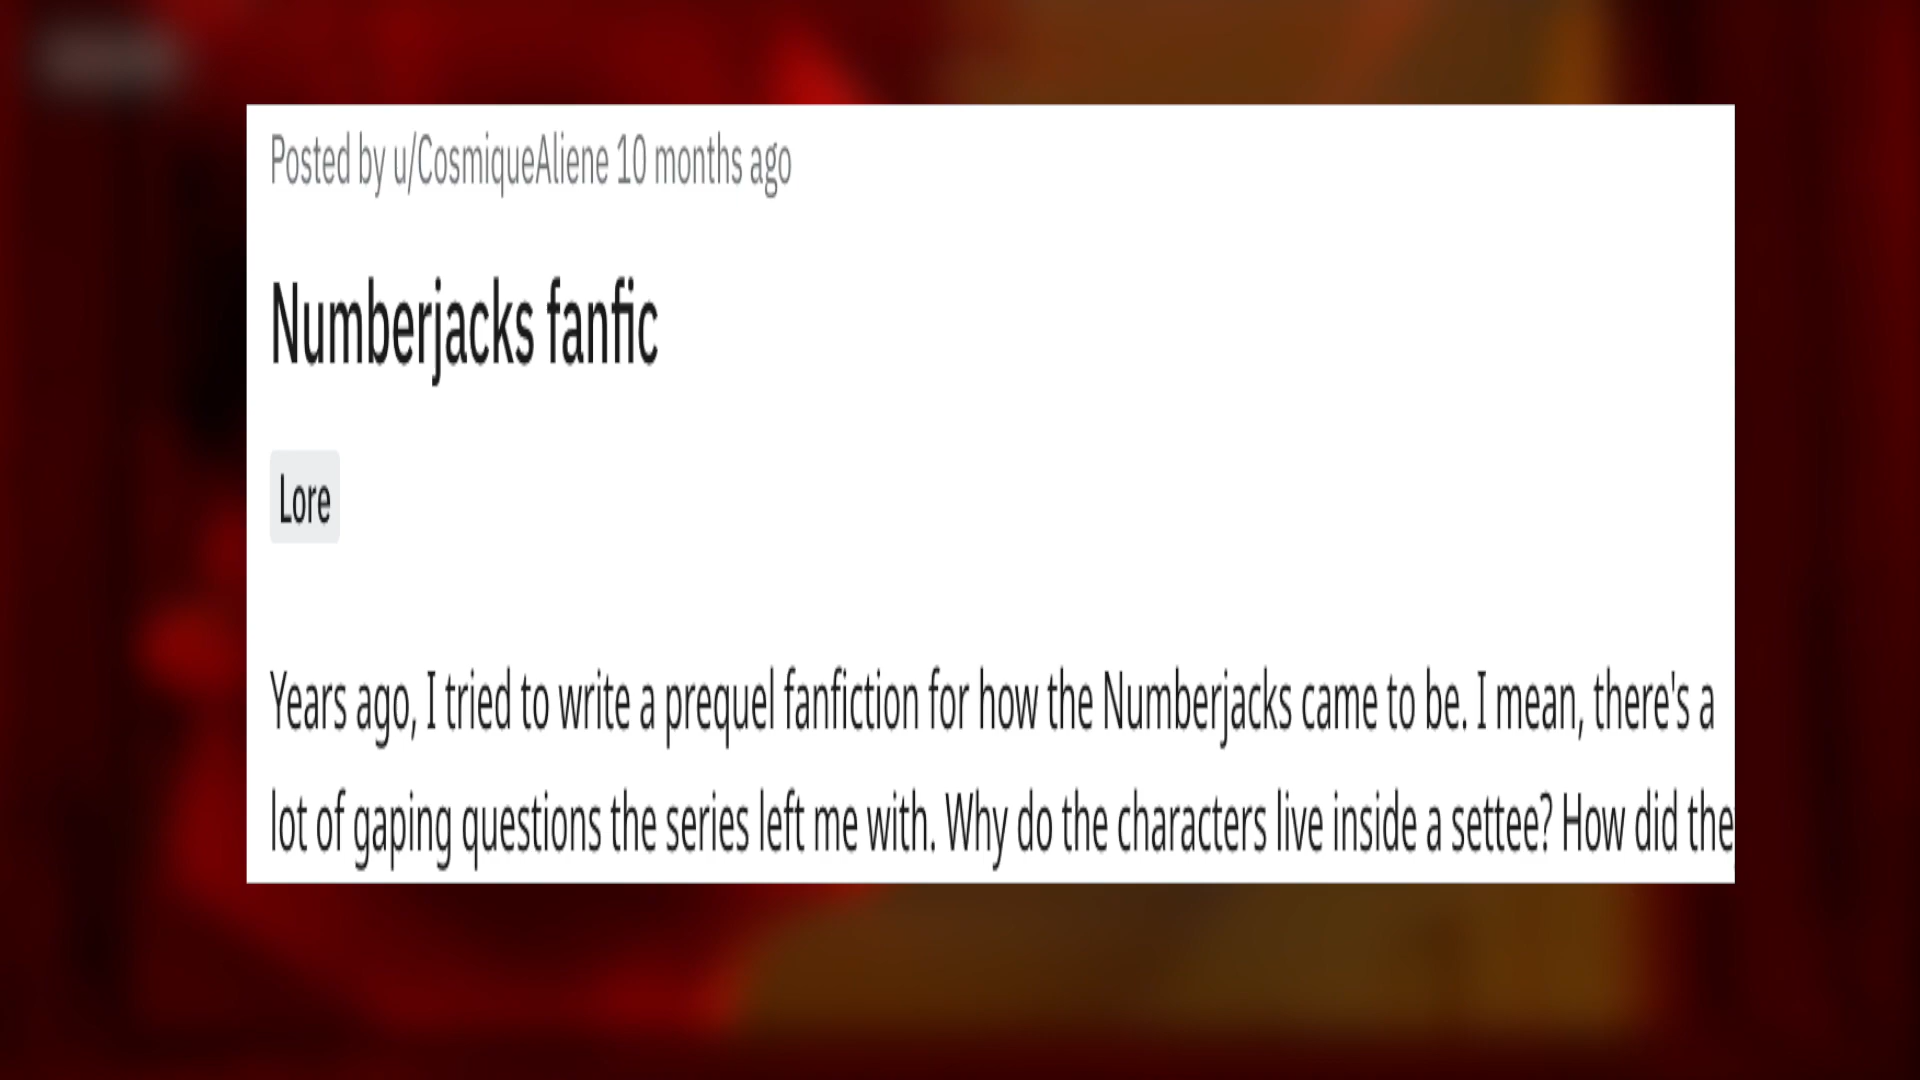 Posted by u/CosmiqueAliene 10 months ago
Numberjacks fanfic
Lore
Years ago, I tried to write a prequel fanfiction for how the Numberjacks came to be. I mean, there's a
lot of gaping questions the series left me with. Why do the characters live inside a settee? How did the